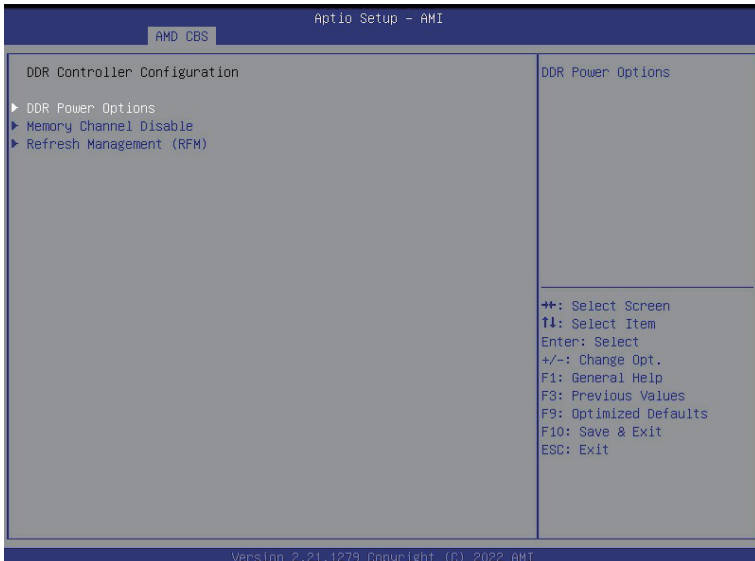 Aptio Setup – AMI
AMD CBS
DDR Controller Configuration
DDR Power Options
Memory Channel Disable
Refresh Management (RFM)
DDR Power Options
→←: Select Screen
↑↓: Select Item
Enter: Select
+/-: Change Opt.
F1: General Help
F3: Previous Values
F9: Optimized Defaults
F10: Save & Exit
ESC: Exit
Version 2.21.1279 Copyright (C) 2022 AMI